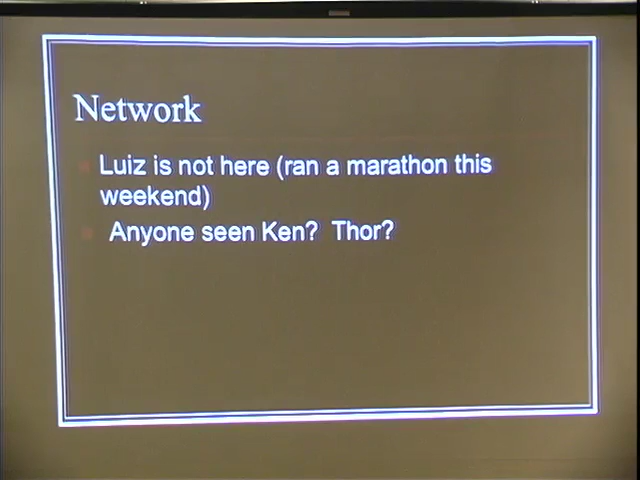 Network
Luiz is not here (ran a marathon this
weekend)
Anyone seen Ken?  Thor?